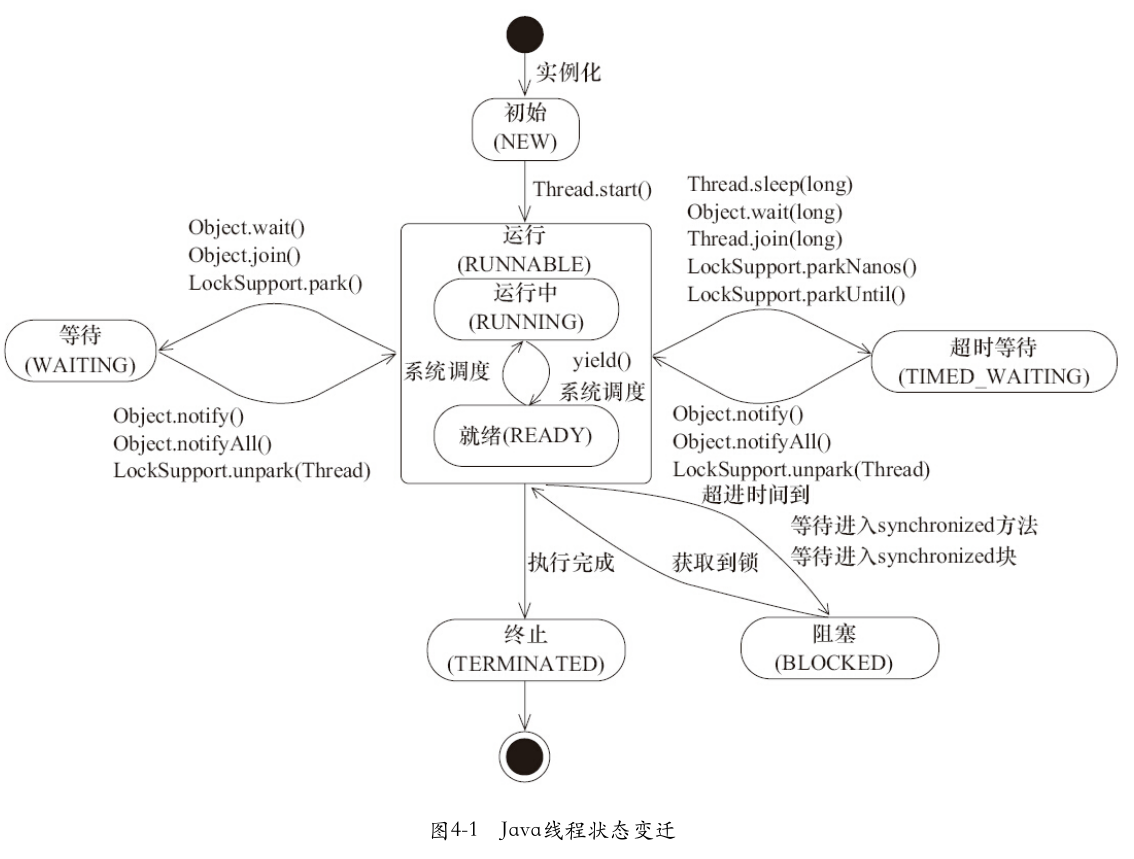 实例化
初始
(NEW)
Thread.start()
Thread.sleep(long)
Object.wait(long)
Thread.join(long)
LockSupport.parkNanos()
LockSupport.parkUntil()
Object.wait()
Object.join()
LockSupport.park()
运行
(RUNNABLE)
运行中
(RUNNING)
等待
(WAITING)
系统调度
yield()
系统调度
超时等待
(TIMED_WAITING)
就绪(READY)
Object.notify()
Object.notifyAll()
LockSupport.unpark(Thread)
Object.notify()
Object.notifyAll()
LockSupport.unpark(Thread)
超进时间到
等待进入synchronized方法
等待进入synchronized块
执行完成
获取到锁
终止
(TERMINATED)
阻塞
(BLOCKED)
图4-1 Java线程状态变迁